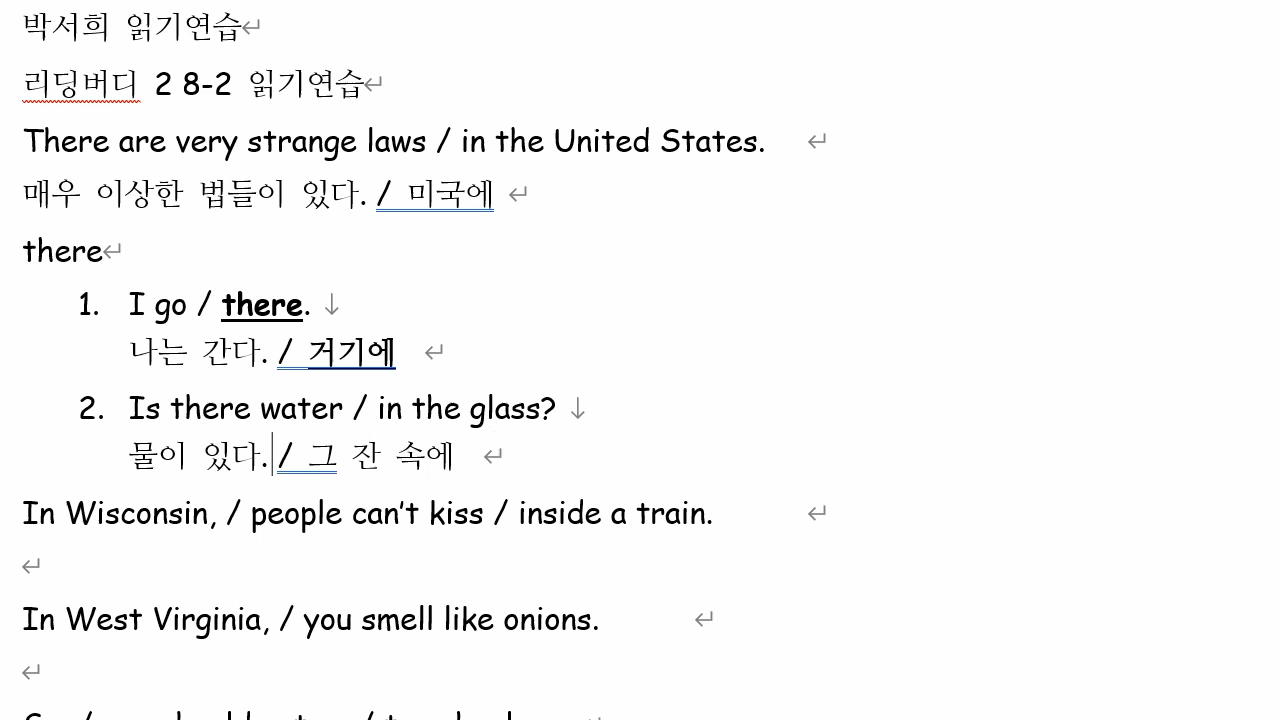 박서희 읽기연습
리딩버디 2 8-2 읽기연습
There are very strange laws / in the United States.
매우 이상한 법들이 있다. / 미국에
there
1. I go / there.
나는 간다. / 거기에
2. Is there water / in the glass?
물이 있다. / 그 잔 속에
In Wisconsin, / people can't kiss / inside a train.
In West Virginia, / you smell like onions.